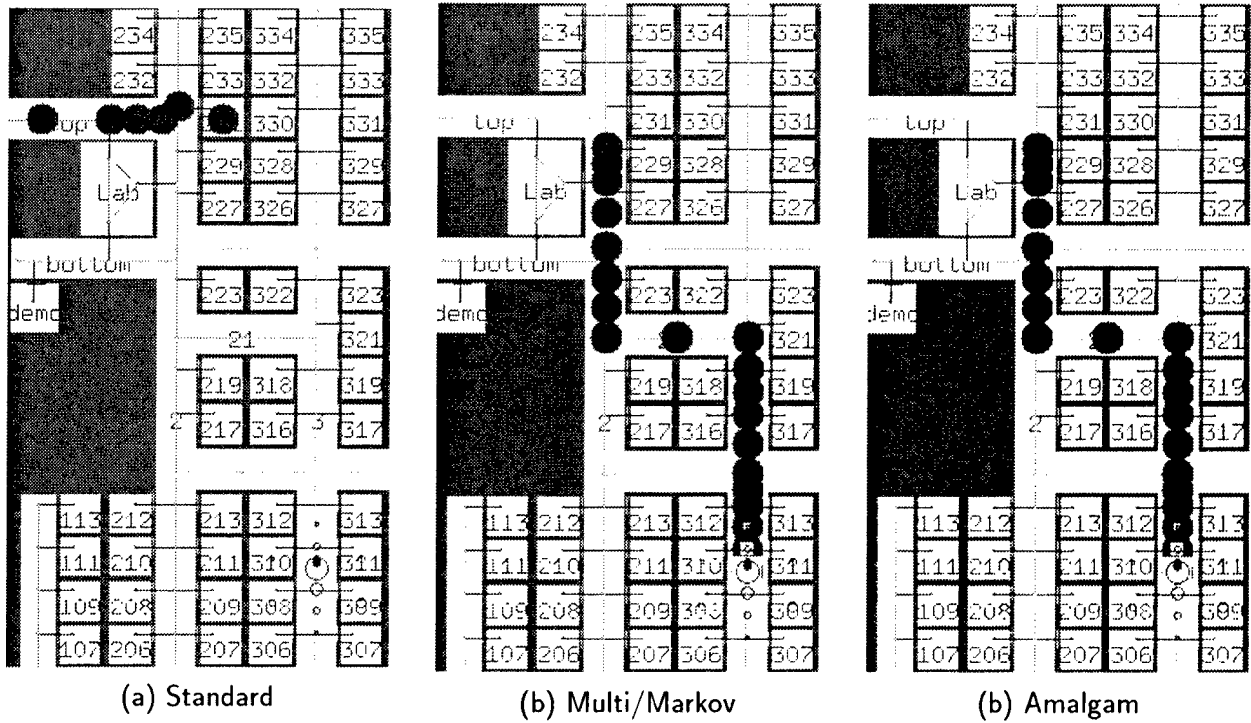 234 235 334 335
232 233 332 333
top 330 331
229 328 329
Lab
227 326 327
bottom
223 322 323
demo
21 321
219 318 319
217 316 317
2 3
113 212 213 312 313
111 210 211 310 311
109 208 209 308 309
107 206 207 306 307
(a) Standard
234 235 334 335
232 233 332 333
top 231 330 331
229 328 329
Lab
227 326 327
bottom
223 322 323
demo
321
219 318 319
217 316 317
2
113 212 213 312 313
111 210 211 310 311
109 208 209 308 309
107 206 207 306 307
(b) Multi/Markov
234 235 334 335
232 233 332 333
top 231 330 331
229 328 329
Lab
227 326 327
bottom
223 322 323
demo
321
219 318 319
217 316 317
2
113 212 213 312 313
111 210 211 310 311
109 208 209 308 309
107 206 207 306 307
(b) Amalgam